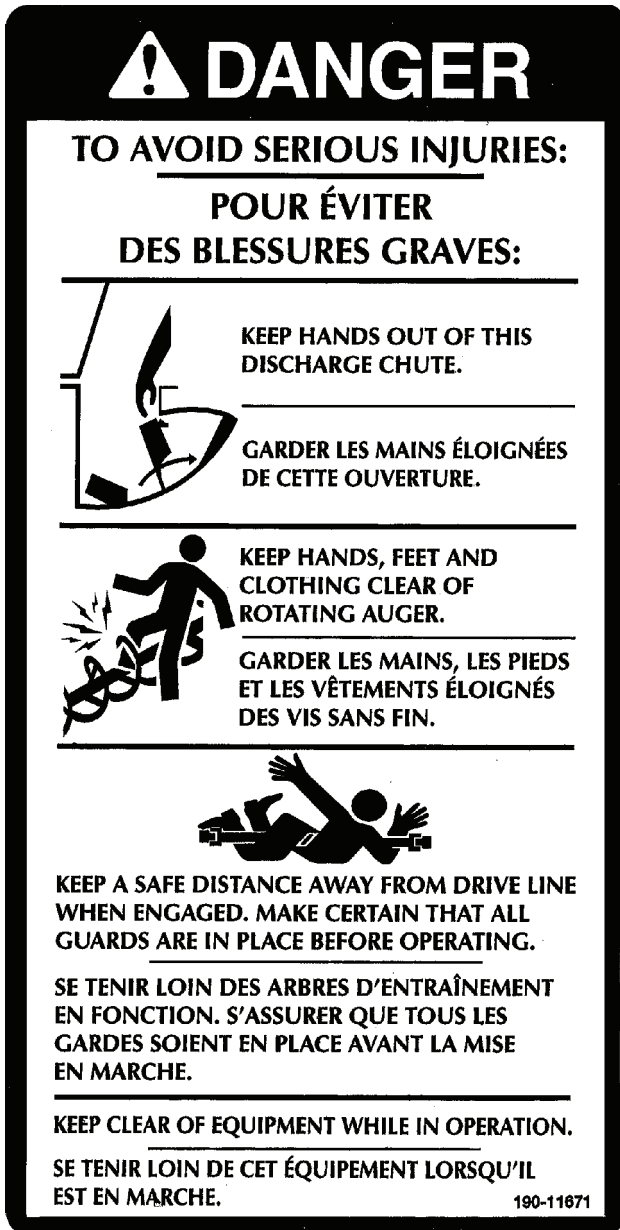 DANGER
TO AVOID SERIOUS INJURIES:
POUR ÉVITER
DES BLESSURES GRAVES:
KEEP HANDS OUT OF THIS
DISCHARGE CHUTE.
GARDER LES MAINS ÉLOIGNÉES
DE CETTE OUVERTURE.
KEEP HANDS, FEET AND
CLOTHING CLEAR OF
ROTATING AUGER.
GARDER LES MAINS, LES PIEDS
ET LES VÊTEMENTS ÉLOIGNÉS
DES VIS SANS FIN.
KEEP A SAFE DISTANCE AWAY FROM DRIVE LINE
WHEN ENGAGED. MAKE CERTAIN THAT ALL
GUARDS ARE IN PLACE BEFORE OPERATING.
SE TENIR LOIN DES ARBRES D'ENTRAÎNEMENT
EN FONCTION. S'ASSURER QUE TOUS LES
GARDES SOIENT EN PLACE AVANT LA MISE
EN MARCHE.
KEEP CLEAR OF EQUIPMENT WHILE IN OPERATION.
SE TENIR LOIN DE CET ÉQUIPEMENT LORSQU'IL
EST EN MARCHE.
190-11671